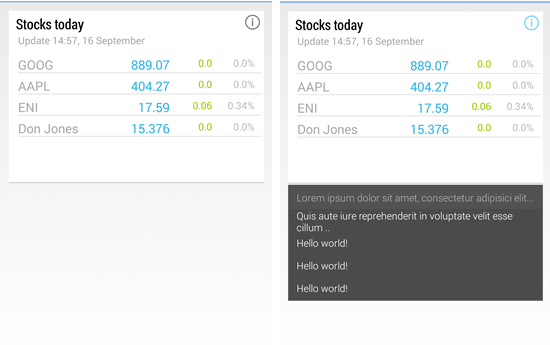 Stocks today
Update 14:57, 16 September
GOOG 889.07 0.0 0.0%
AAPL 404.27 0.0 0.0%
ENI 17.59 0.06 0.34%
Don Jones 15.376 0.0 0.0%
Stocks today
Update 14:57, 16 September
GOOG 889.07 0.0 0.0%
AAPL 404.27 0.0 0.0%
ENI 17.59 0.06 0.34%
Don Jones 15.376 0.0 0.0%
Lorem ipsum dolor sit amet, consectetur adipisici elit...
Quis aute iure reprehenderit in voluptate velit esse
cillum ..
Hello world!
Hello world!
Hello world!